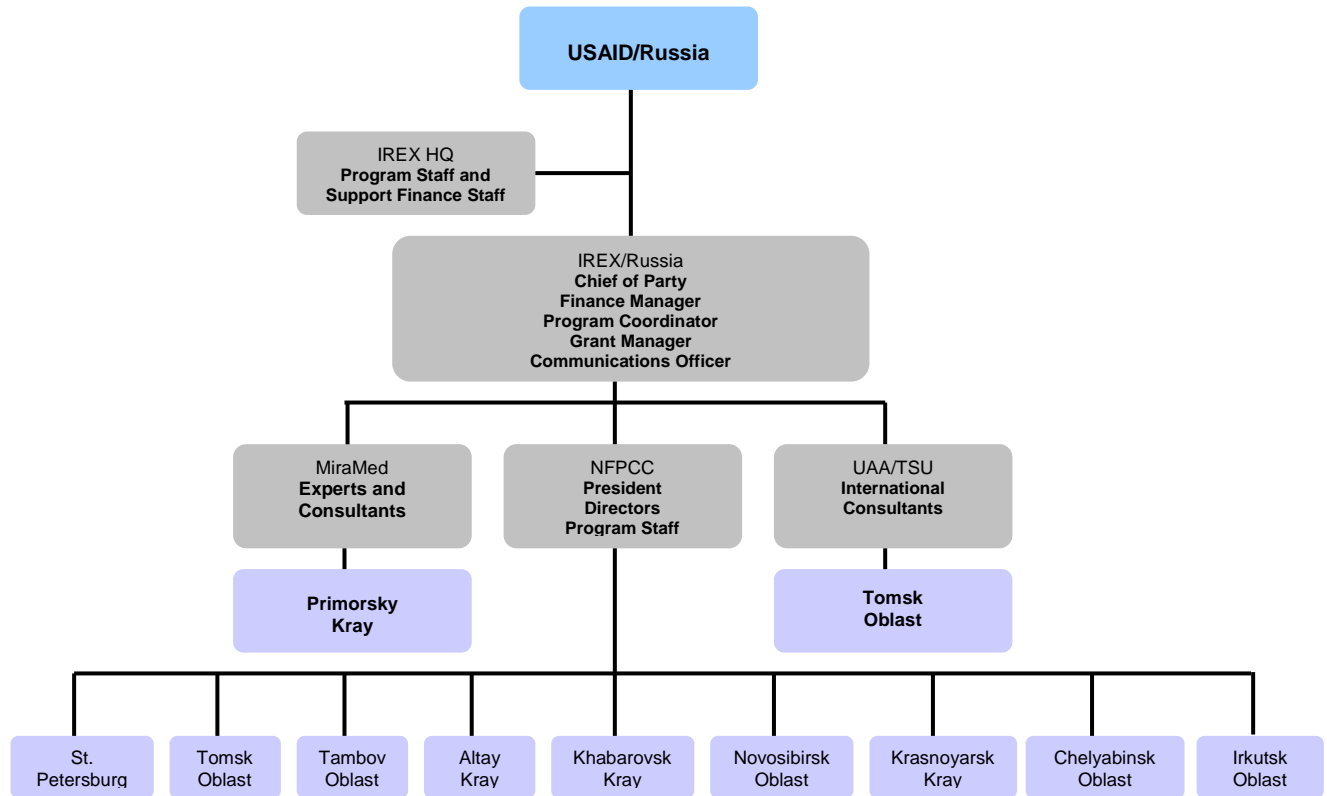 USAID/Russia
IREX HQ
Program Staff and
Support Finance Staff
IREX/Russia
Chief of Party
Finance Manager
Program Coordinator
Grant Manager
Communications Officer
MiraMed
Experts and
Consultants
NFPCC
President
Directors
Program Staff
UAA/TSU
International
Consultants
Primorsky
Kray
Tomsk
Oblast
St.
Petersburg
Tomsk
Oblast
Tambov
Oblast
Altay
Kray
Khabarovsk
Kray
Novosibirsk
Oblast
Krasnoyarsk
Kray
Chelyabinsk
Oblast
Irkutsk
Oblast